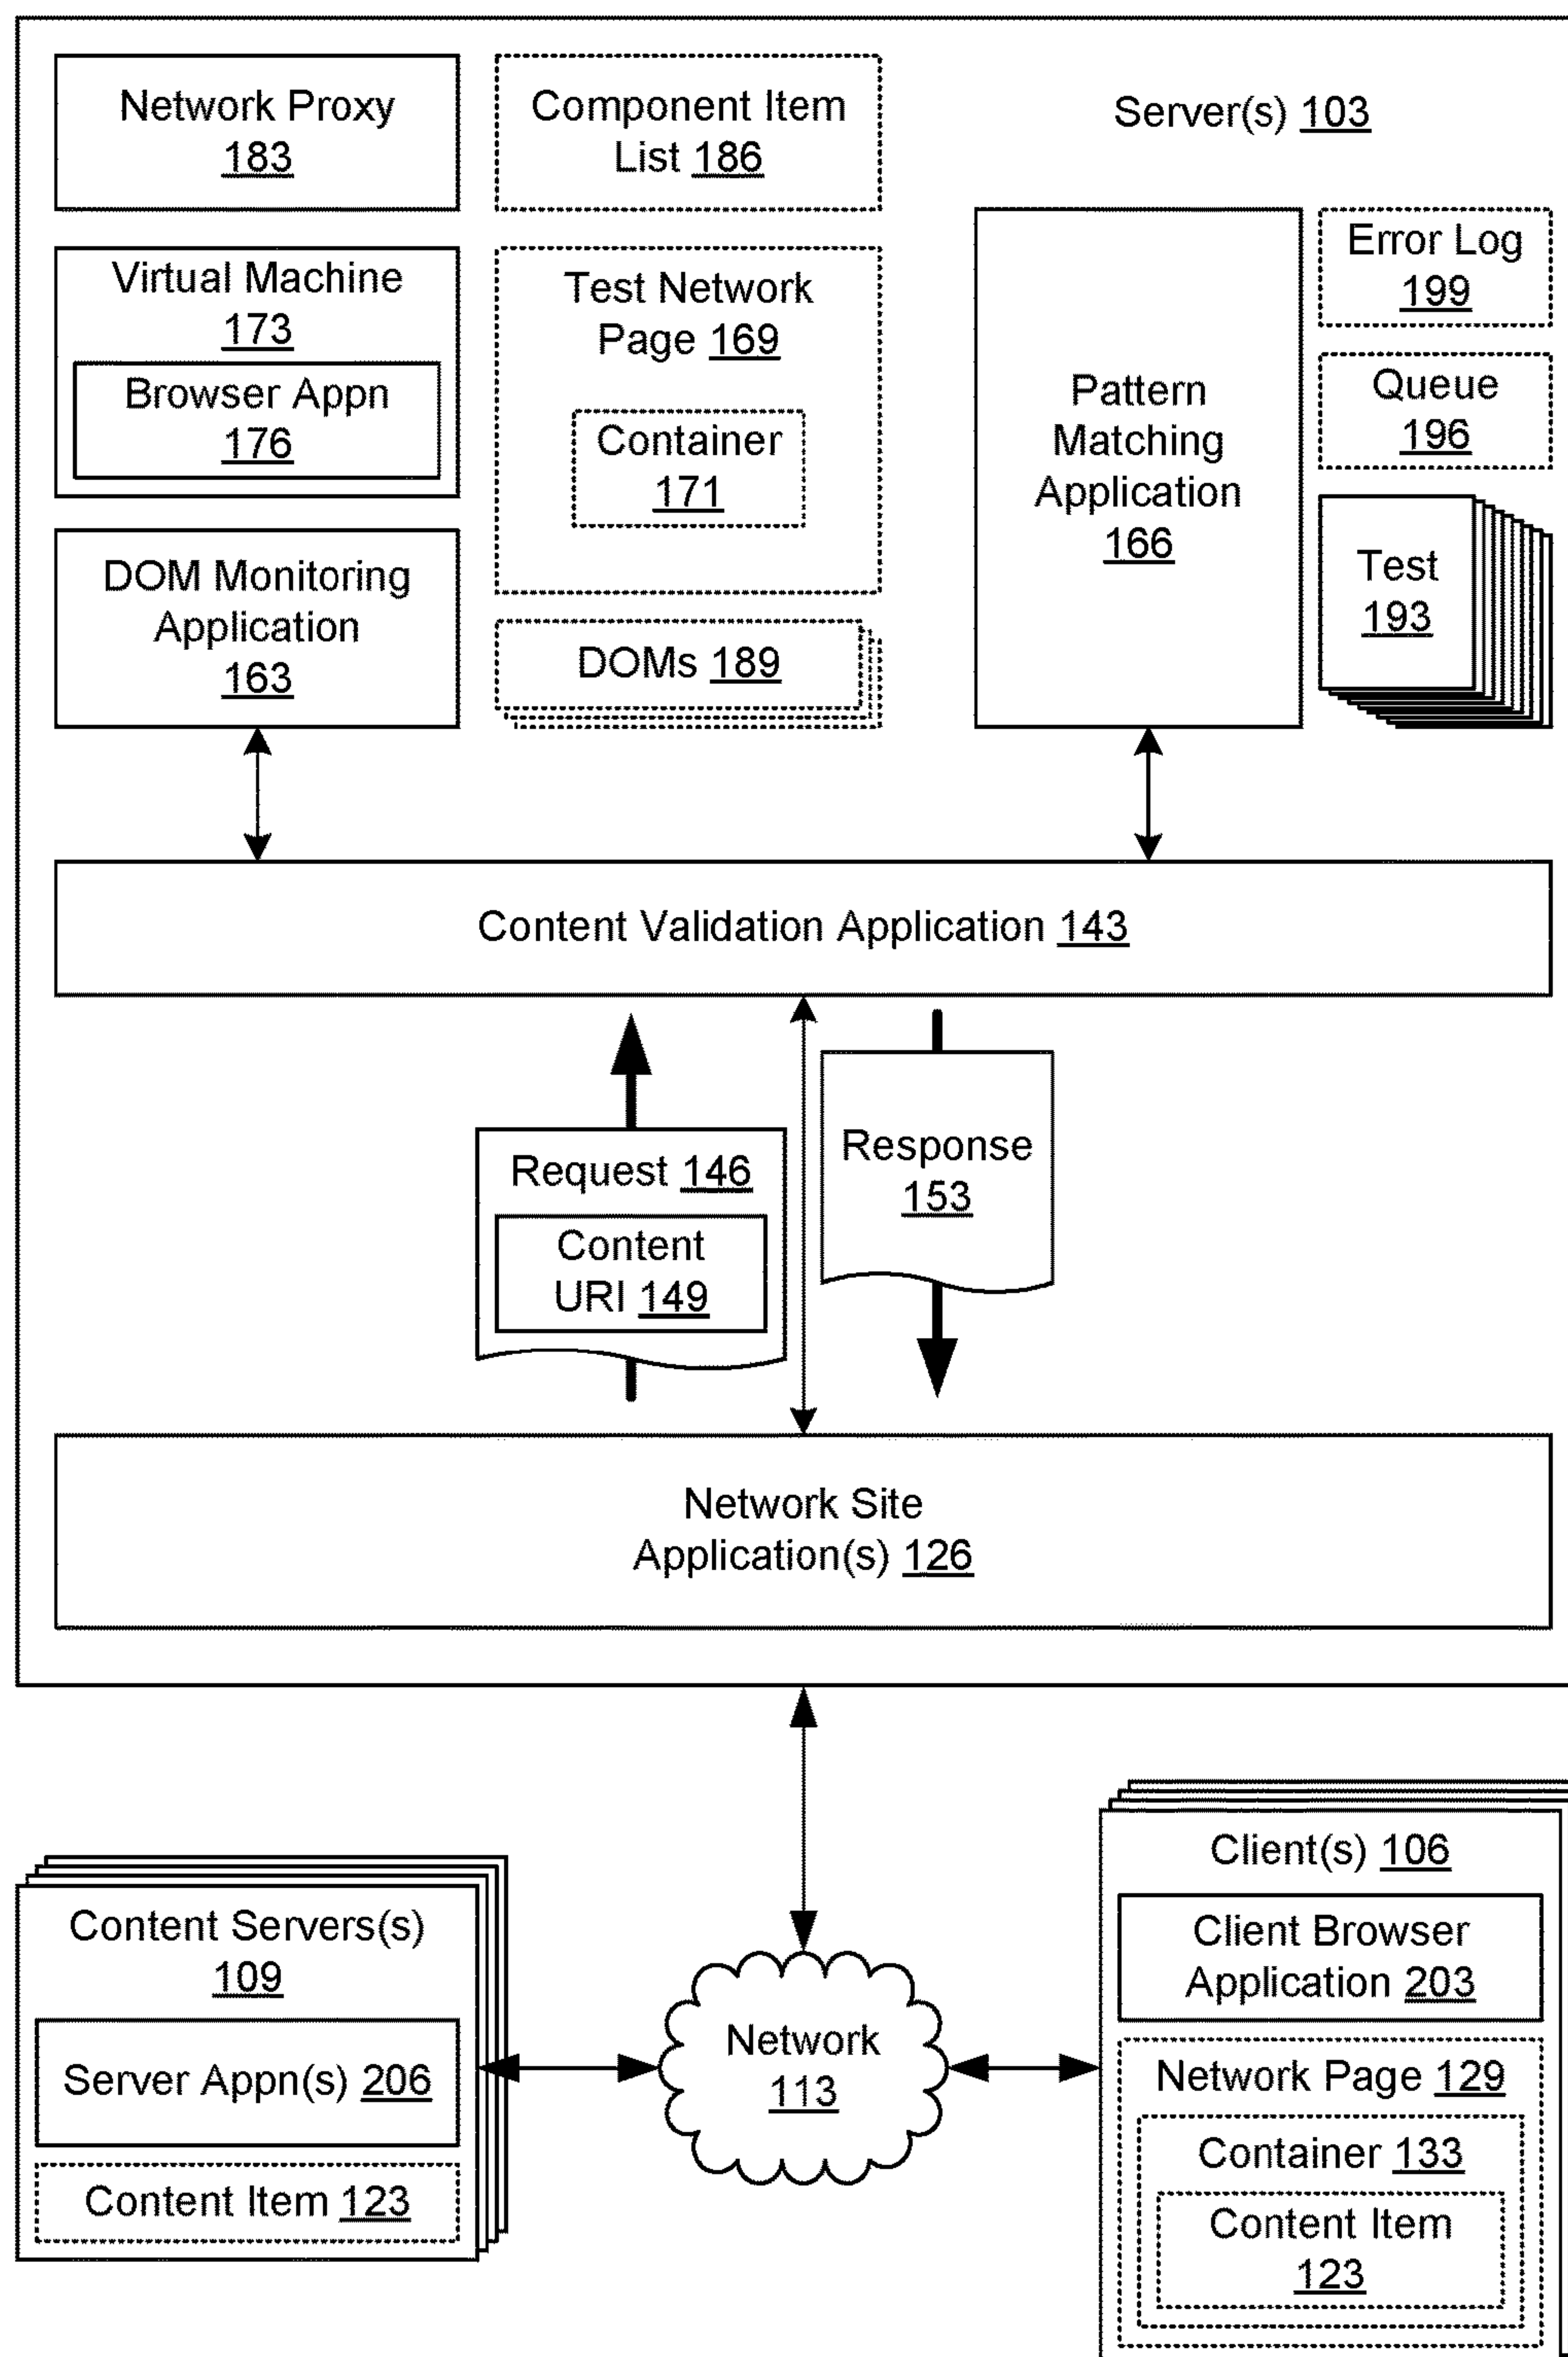 Network Proxy
183
Component Item
List 186
Server(s) 103
Virtual Machine
173
Browser Appn
176
Test Network
Page 169
Container
171
Pattern
Matching
Application
166
Error Log
199
Queue
196
Test
193
DOM Monitoring
Application
163
DOMs 189
Content Validation Application 143
Request 146
Content
URI 149
Response
153
Network Site
Application(s) 126
Content Servers(s)
109
Server Appn(s) 206
Content Item 123
Network
113
Client(s) 106
Client Browser
Application 203
Network Page 129
Container 133
Content Item
123